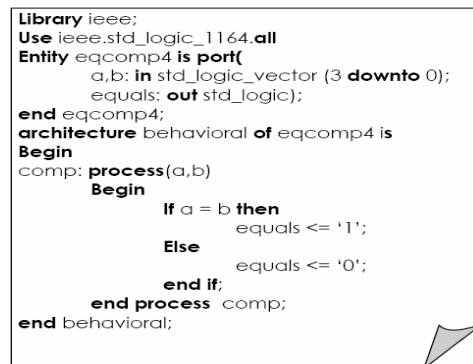 Library ieee;
Use ieee.std_logic_1164.all
Entity eqcomp4 is port(
a,b: in std_logic_vector (3 downto 0);
equals: out std_logic);
end eqcomp4;
architecture behavioral of eqcomp4 is
Begin
comp: process(a,b)
Begin
If a = b then
equals <= ‘1’;
Else
equals <= ‘0’;
end if;
end process comp;
end behavioral;